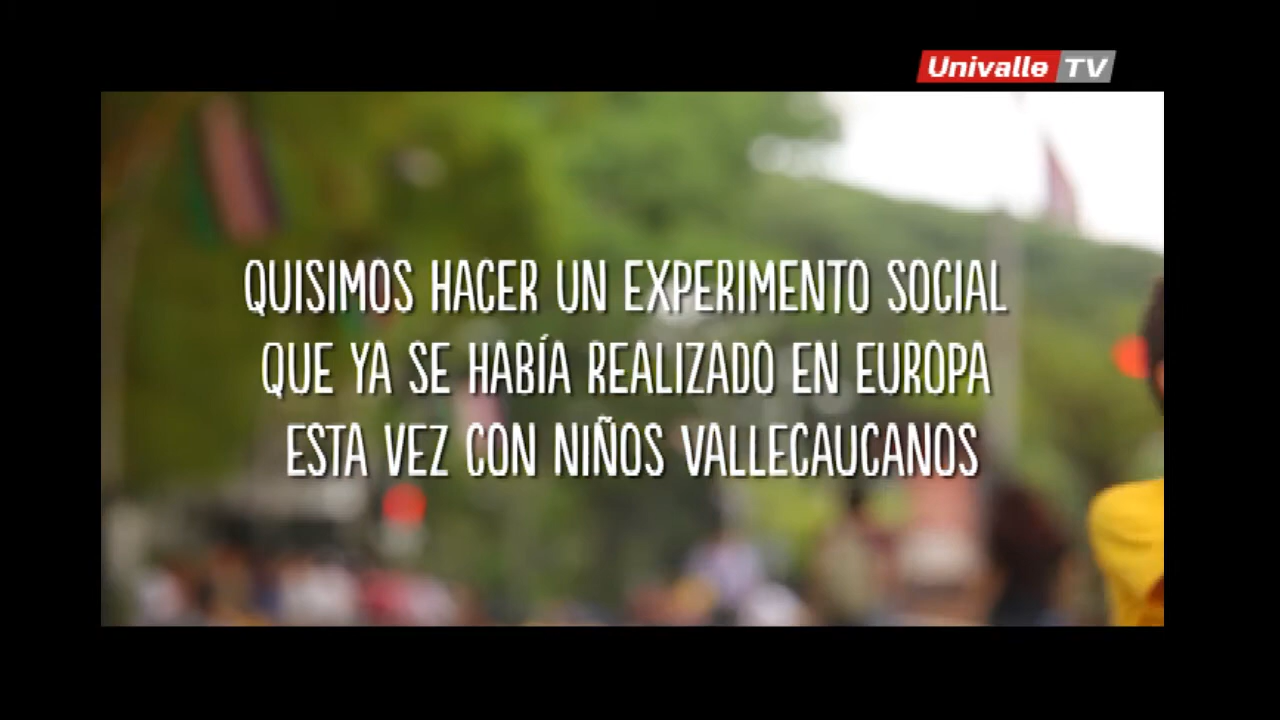 Univalle TV
QUISIMOS HACER UN EXPERIMENTO SOCIAL
QUE YA SE HABÍA REALIZADO EN EUROPA
ESTA VEZ CON NIÑOS VALLECAUCANOS